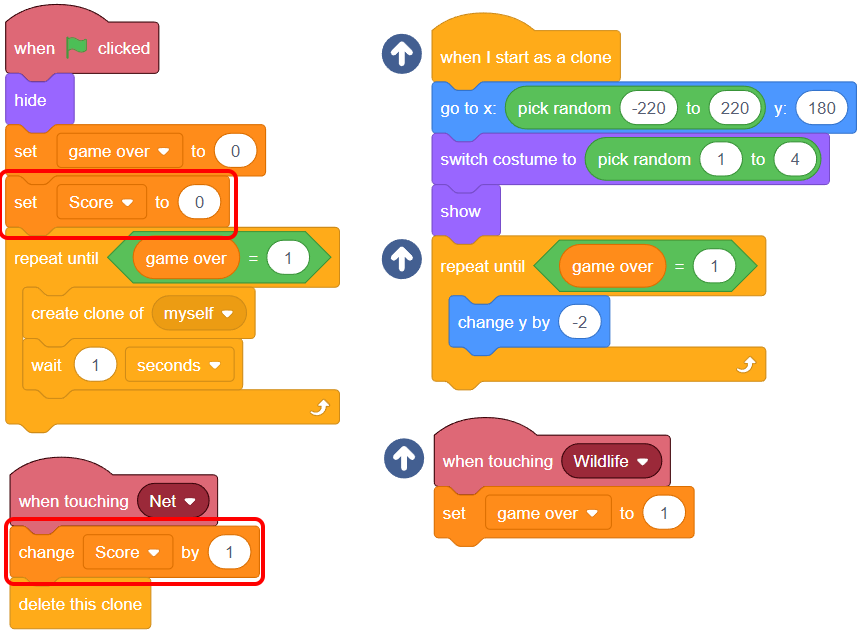 when clicked
hide
set game over to 0
set Score to 0
repeat until game over = 1
create clone of myself
wait 1 seconds
when touching Net
change Score by 1
delete this clone
when I start as a clone
go to x: pick random -220 to 220 y: 180
switch costume to pick random 1 to 4
show
repeat until game over = 1
change y by -2
when touching Wildlife
set game over to 1